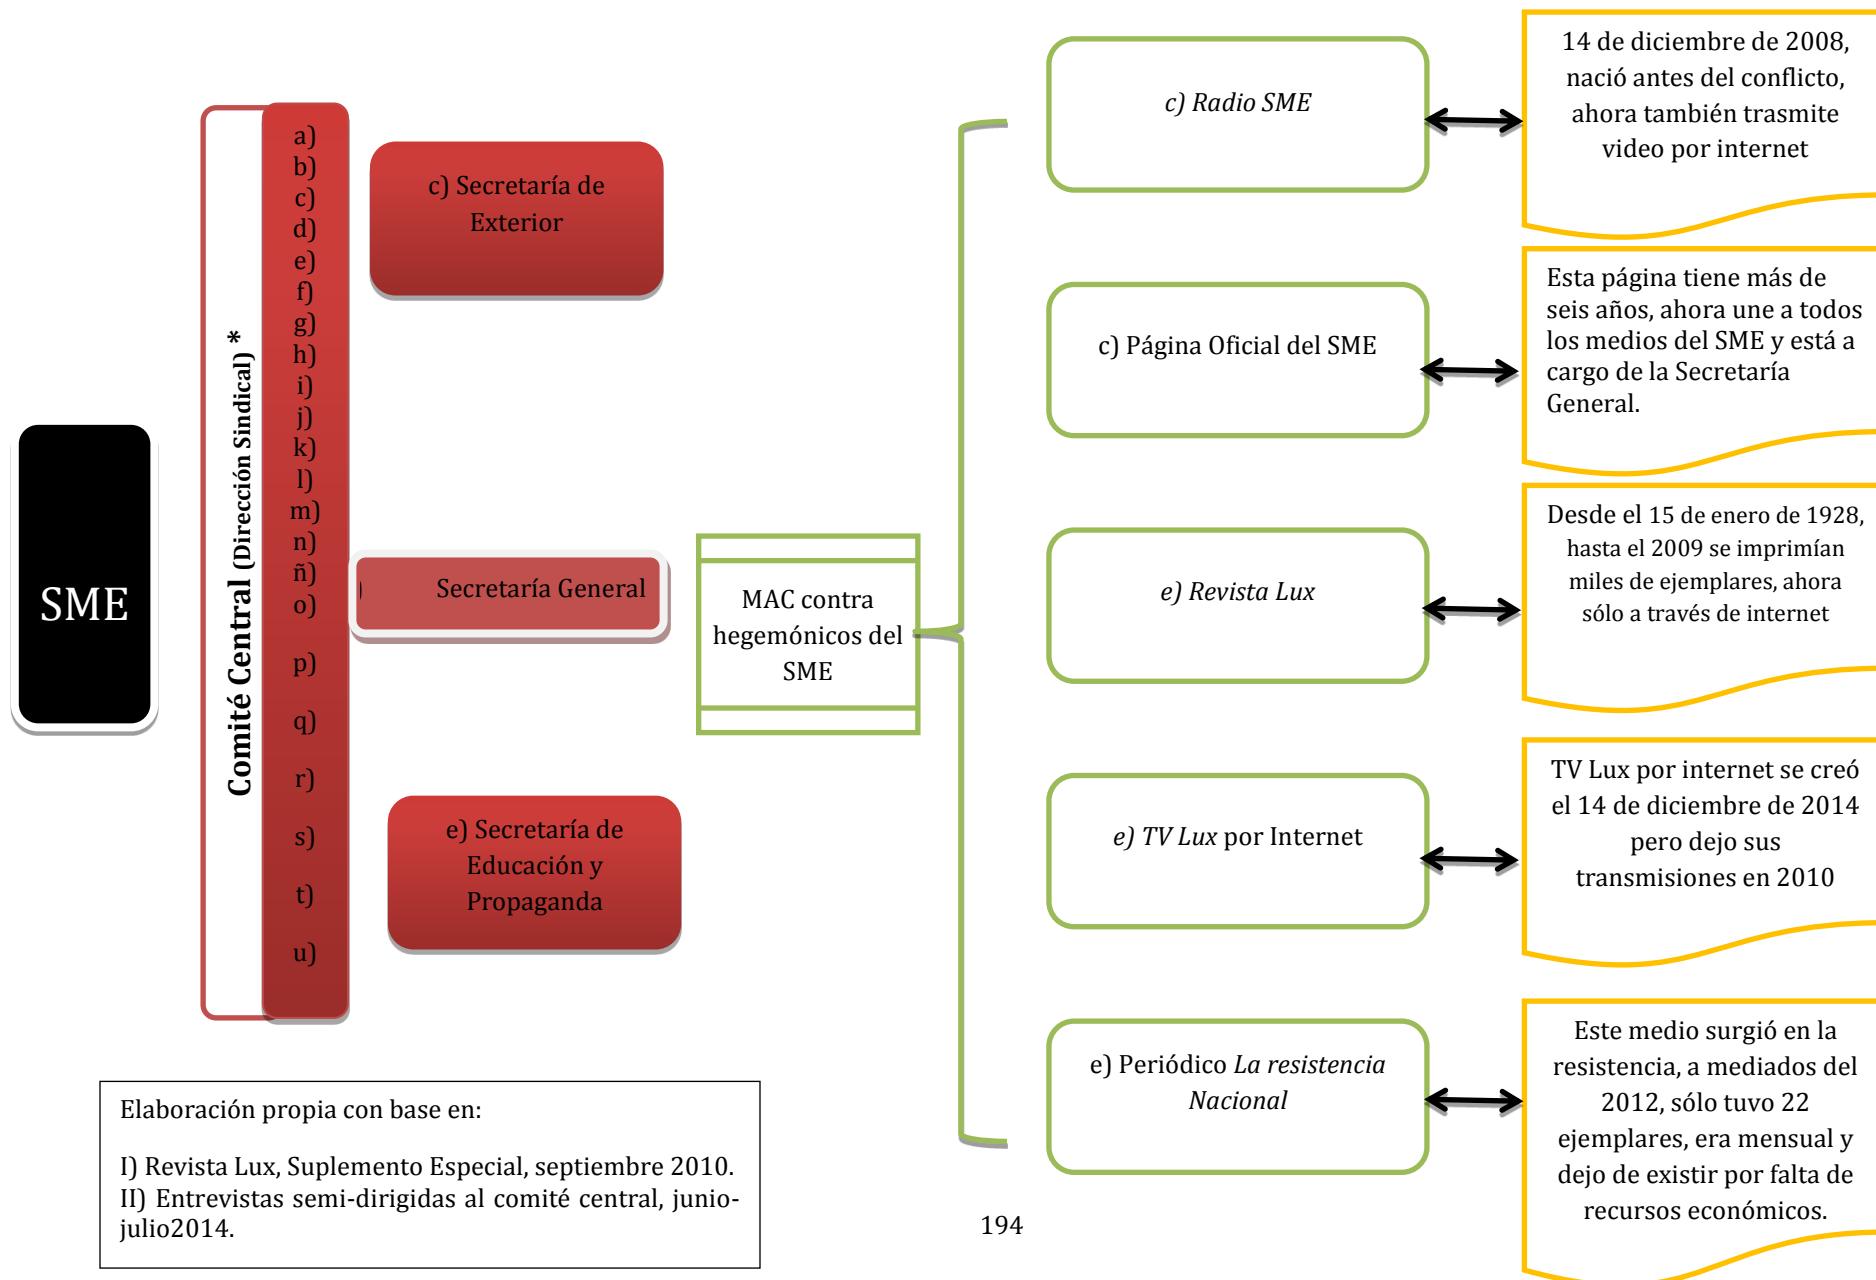 SME
Comité Central (Dirección Sindical) *
a)
b)
c)
d)
e)
f)
g)
h)
i)
j)
k)
l)
m)
n)
ñ)
o)
p)
q)
r)
s)
t)
u)
c) Secretaría de
Exterior
) Secretaría General
e) Secretaría de
Educación y
Propaganda
MAC contra
hegemónicos del
SME
c) Radio SME
14 de diciembre de 2008,
nació antes del conflicto,
ahora también trasmite
video por internet
c) Página Oficial del SME
Esta página tiene más de
seis años, ahora une a todos
los medios del SME y está a
cargo de la Secretaría
General.
e) Revista Lux
Desde el 15 de enero de 1928,
hasta el 2009 se imprimían
miles de ejemplares, ahora
sólo a través de internet
e) TV Lux por Internet
TV Lux por internet se creó
el 14 de diciembre de 2014
pero dejo sus
transmisiones en 2010
e) Periódico La resistencia
Nacional
Este medio surgió en la
resistencia, a mediados del
2012, sólo tuvo 22
ejemplares, era mensual y
dejo de existir por falta de
recursos económicos.
Elaboración propia con base en:
I) Revista Lux, Suplemento Especial, septiembre 2010.
II) Entrevistas semi-dirigidas al comité central, junio-
julio2014.
194